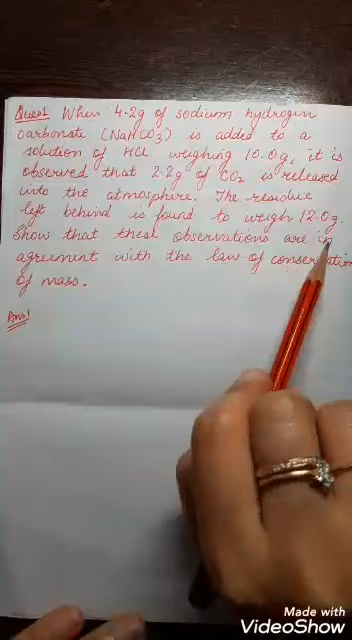 Ques! When 4.2g of sodium hydrogen
carbonate (NaHCO3) is added to a
solution of HCl weighing 10.0g, it is
observed that 2.2g of CO2 is released
into the atmosphere. The residue
left behind is found to weigh 12.0g.
Show that these observations are in
agreement with the law of conservation
of mass.
Ans!
Made with
VideoShow